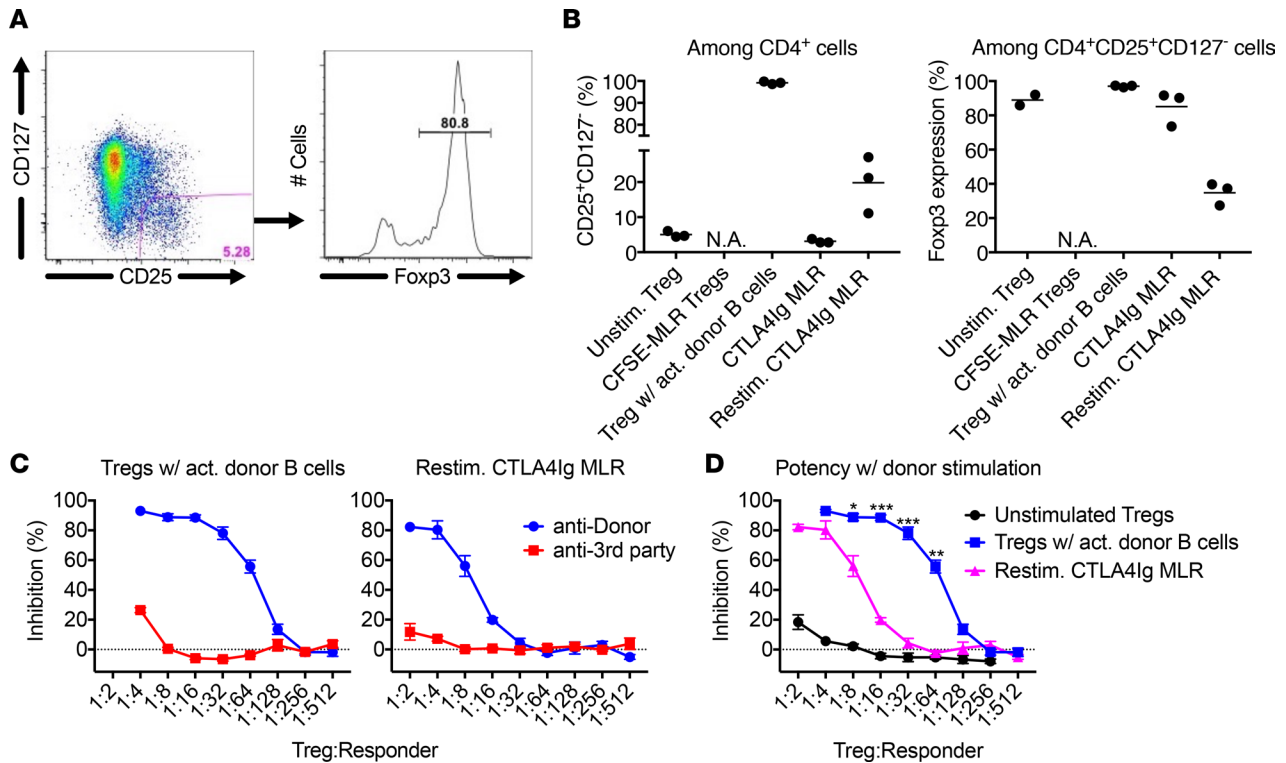 A
CD127
5.28
CD25
# Cells
80.8
Foxp3
B
Among CD4+ cells
CD25+CD127- (%)
100
90
80
20
10
0
N.A.
Unstim. Treg
CFSE-MLR Tregs
Treg w/ act. donor B cells
CTLA4Ig MLR
Restim. CTLA4Ig MLR
Among CD4+CD25+CD127- cells
Foxp3 expression (%)
100
80
60
40
20
0
N.A.
Unstim. Treg
CFSE-MLR Tregs
Treg w/ act. donor B cells
CTLA4Ig MLR
Restim. CTLA4Ig MLR
C
Tregs w/ act. donor B cells
Inhibition (%)
100
80
60
40
20
0
1:2
1:4
1:8
1:16
1:32
1:64
1:128
1:256
1:512
Restim. CTLA4Ig MLR
100
80
60
40
20
0
anti-Donor
anti-3rd party
1:2
1:4
1:8
1:16
1:32
1:64
1:128
1:256
1:512
Treg:Responder
D
Potency w/ donor stimulation
Inhibition (%)
100
80
60
40
20
0
* *** *** **
Unstimulated Tregs
Tregs w/ act. donor B cells
Restim. CTLA4Ig MLR
1:2
1:4
1:8
1:16
1:32
1:64
1:128
1:256
1:512
Treg:Responder